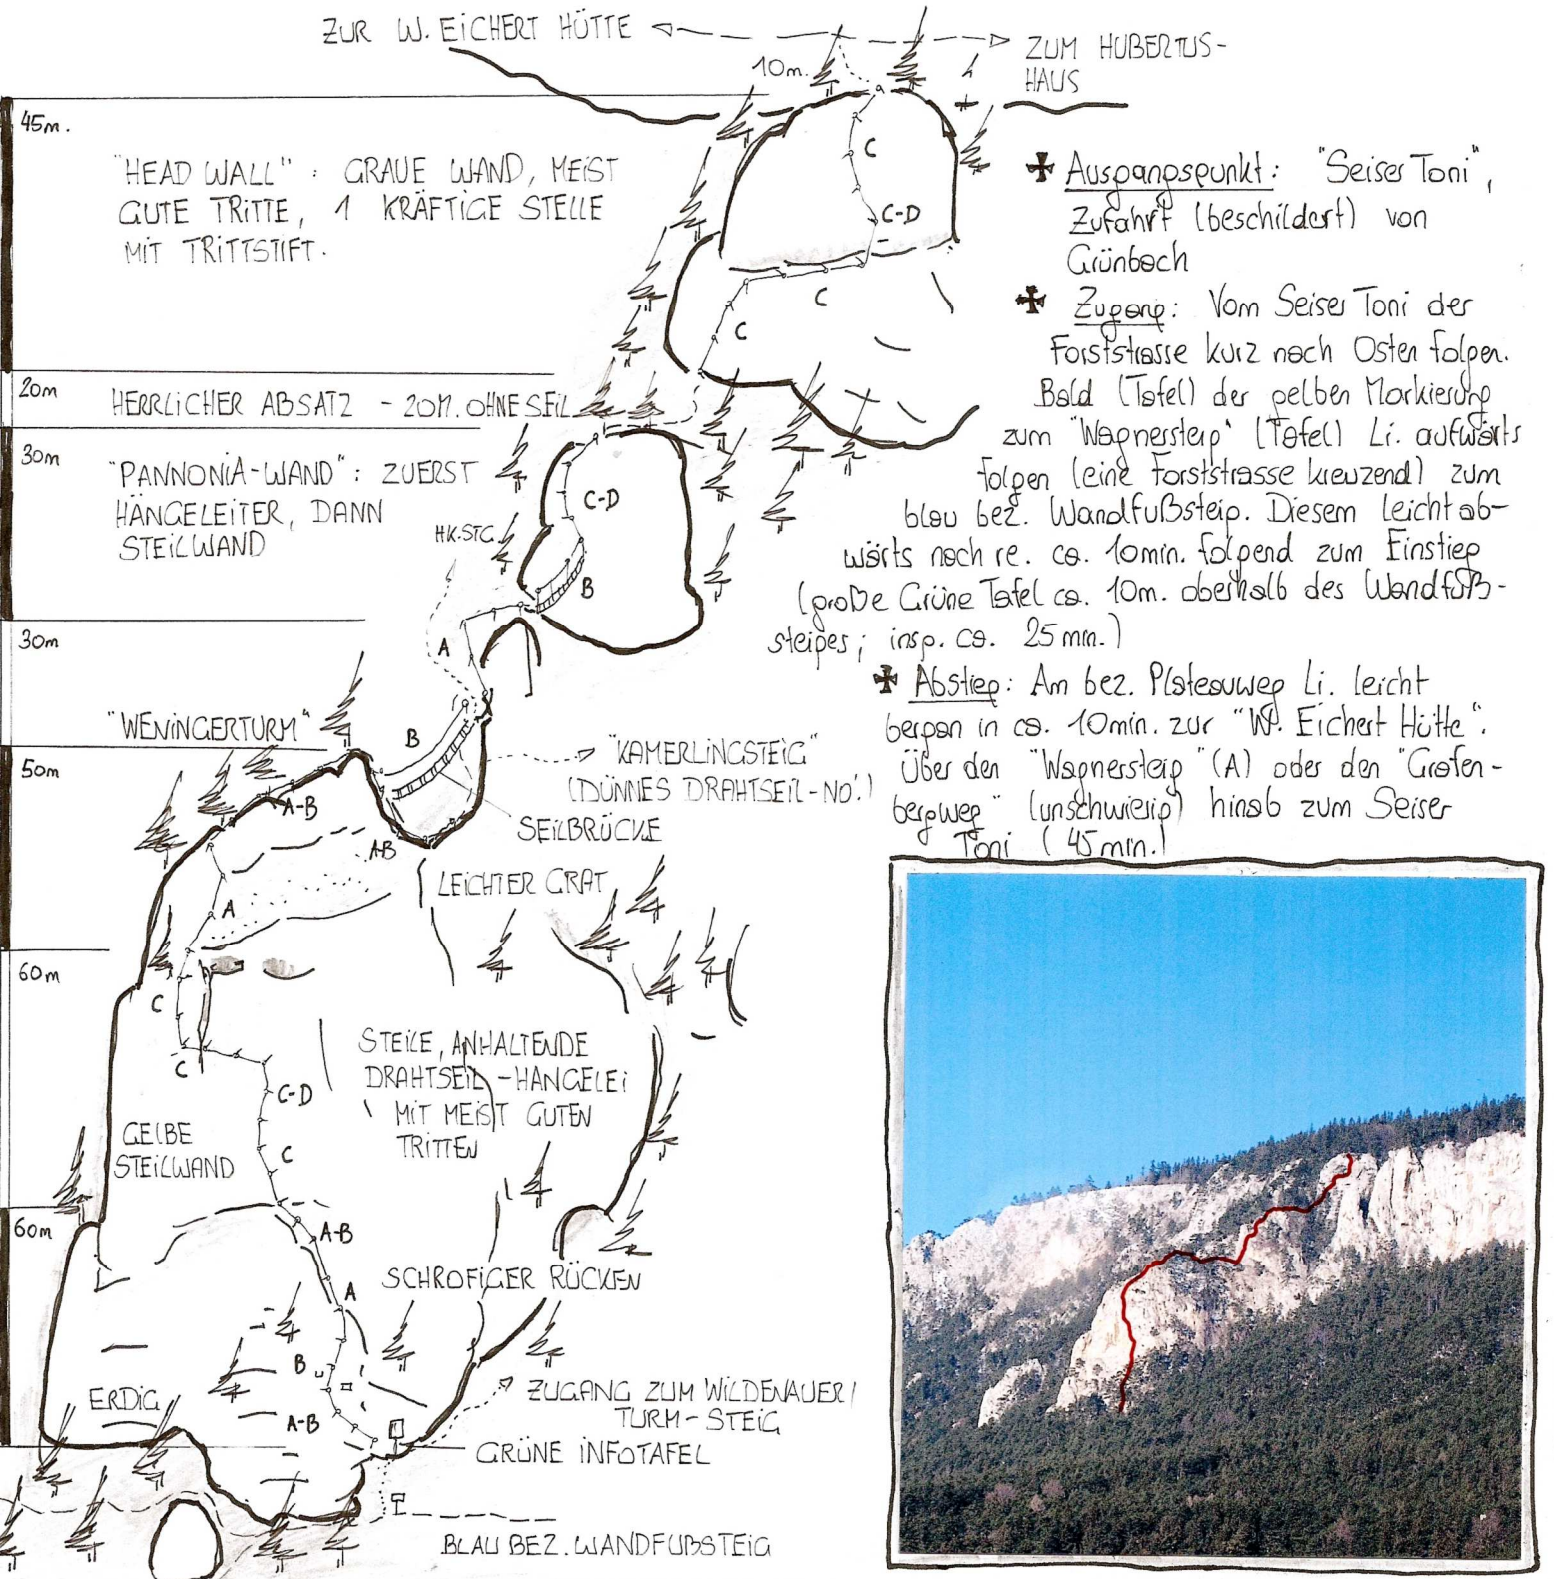 ZUR W. EICHERT HÜTTE
ZUM HUBERTUS-
HAUS
10m.
45m.
"HEAD WALL" : GRAUE WAND, MEIST
GUTE TRITTE, 1 KRÄFTIGE STELLE
MIT TRITTSTIFT.
C
C-D
C
C
20m
HERRLICHER ABSATZ - 20M. OHNE SEIL
30m
"PANNONIA-WAND" : ZUERST
HÄNGELEITER, DANN
STEILWAND
C-D
HK.STG.
B
30m
A
"WENINGERTURM"
B
50m
"KAMERLINGSTEIG"
(DÜNNES DRAHTSEIL-NO!)
SEILBRÜCKE
A-B
A-B
LEICHTER GRAT
A
60m
C
C
STEILE, ANHALTENDE
DRAHTSEIL-HANGELEI
MIT MEIST GUTEN
TRITTEN
C-D
C
GELBE
STEILWAND
60m
A-B
SCHROFIGER RÜCKEN
A
B
ERDIG
A-B
ZUGANG ZUM WILDENAUER/
TURM-STEIG
GRÜNE INFOTAFEL
BLAU BEZ. WANDFUßSTEIG
Ausgangspunkt: "Seiser Toni",
Zufahrt (beschildert) von
Grünbach
Zugang: Vom Seiser Toni der
Forststrasse kurz nach Osten folgen.
Bald (Tafel) der gelben Markierung
zum "Wagnersteig" (Tafel) Li. aufwärts
folgen (eine Forststrasse kreuzend) zum
blau bez. Wandfußsteig. Diesem leicht ab-
wärts nach re. ca. 10min. folgend zum Einstieg
(große Grüne Tafel ca. 10m. oberhalb des Wandfuß-
steiges; insg. ca. 25 min.)
Abstieg: Am bez. Plateauweg Li. leicht
bergan in ca. 10min. zur "W. Eichert Hütte".
Über den "Wagnersteig" (A) oder den "Grafen-
bergweg" (unschwierig) hinab zum Seiser
Toni (45 min.)